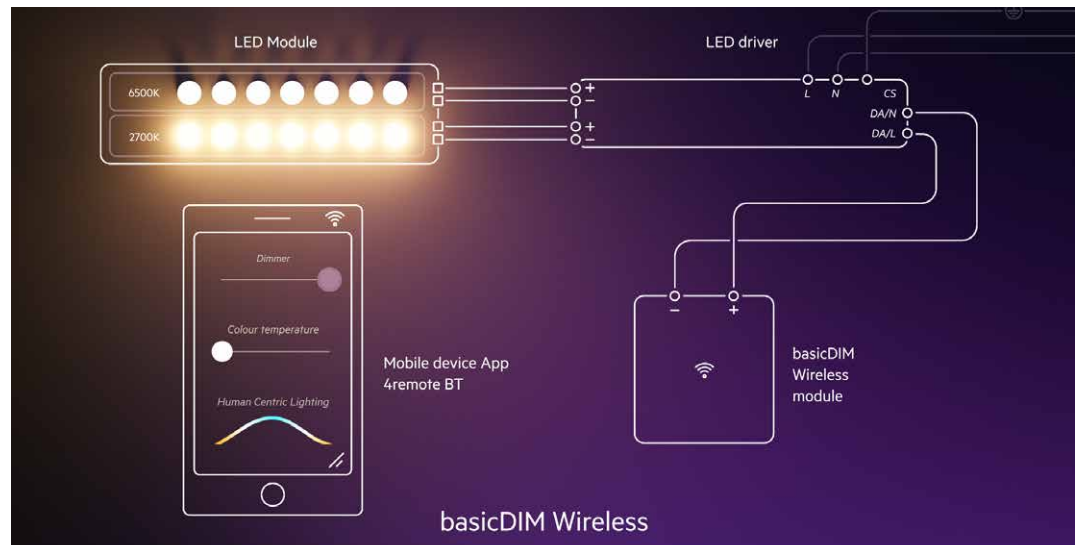 LED Module
LED driver
6500K
2700K
+
−
+
−
L
N
CS
DA/N
DA/L
Dimmer
Colour temperature
Human Centric Lighting
Mobile device App
4remote BT
−
+
basicDIM
Wireless
module
basicDIM Wireless